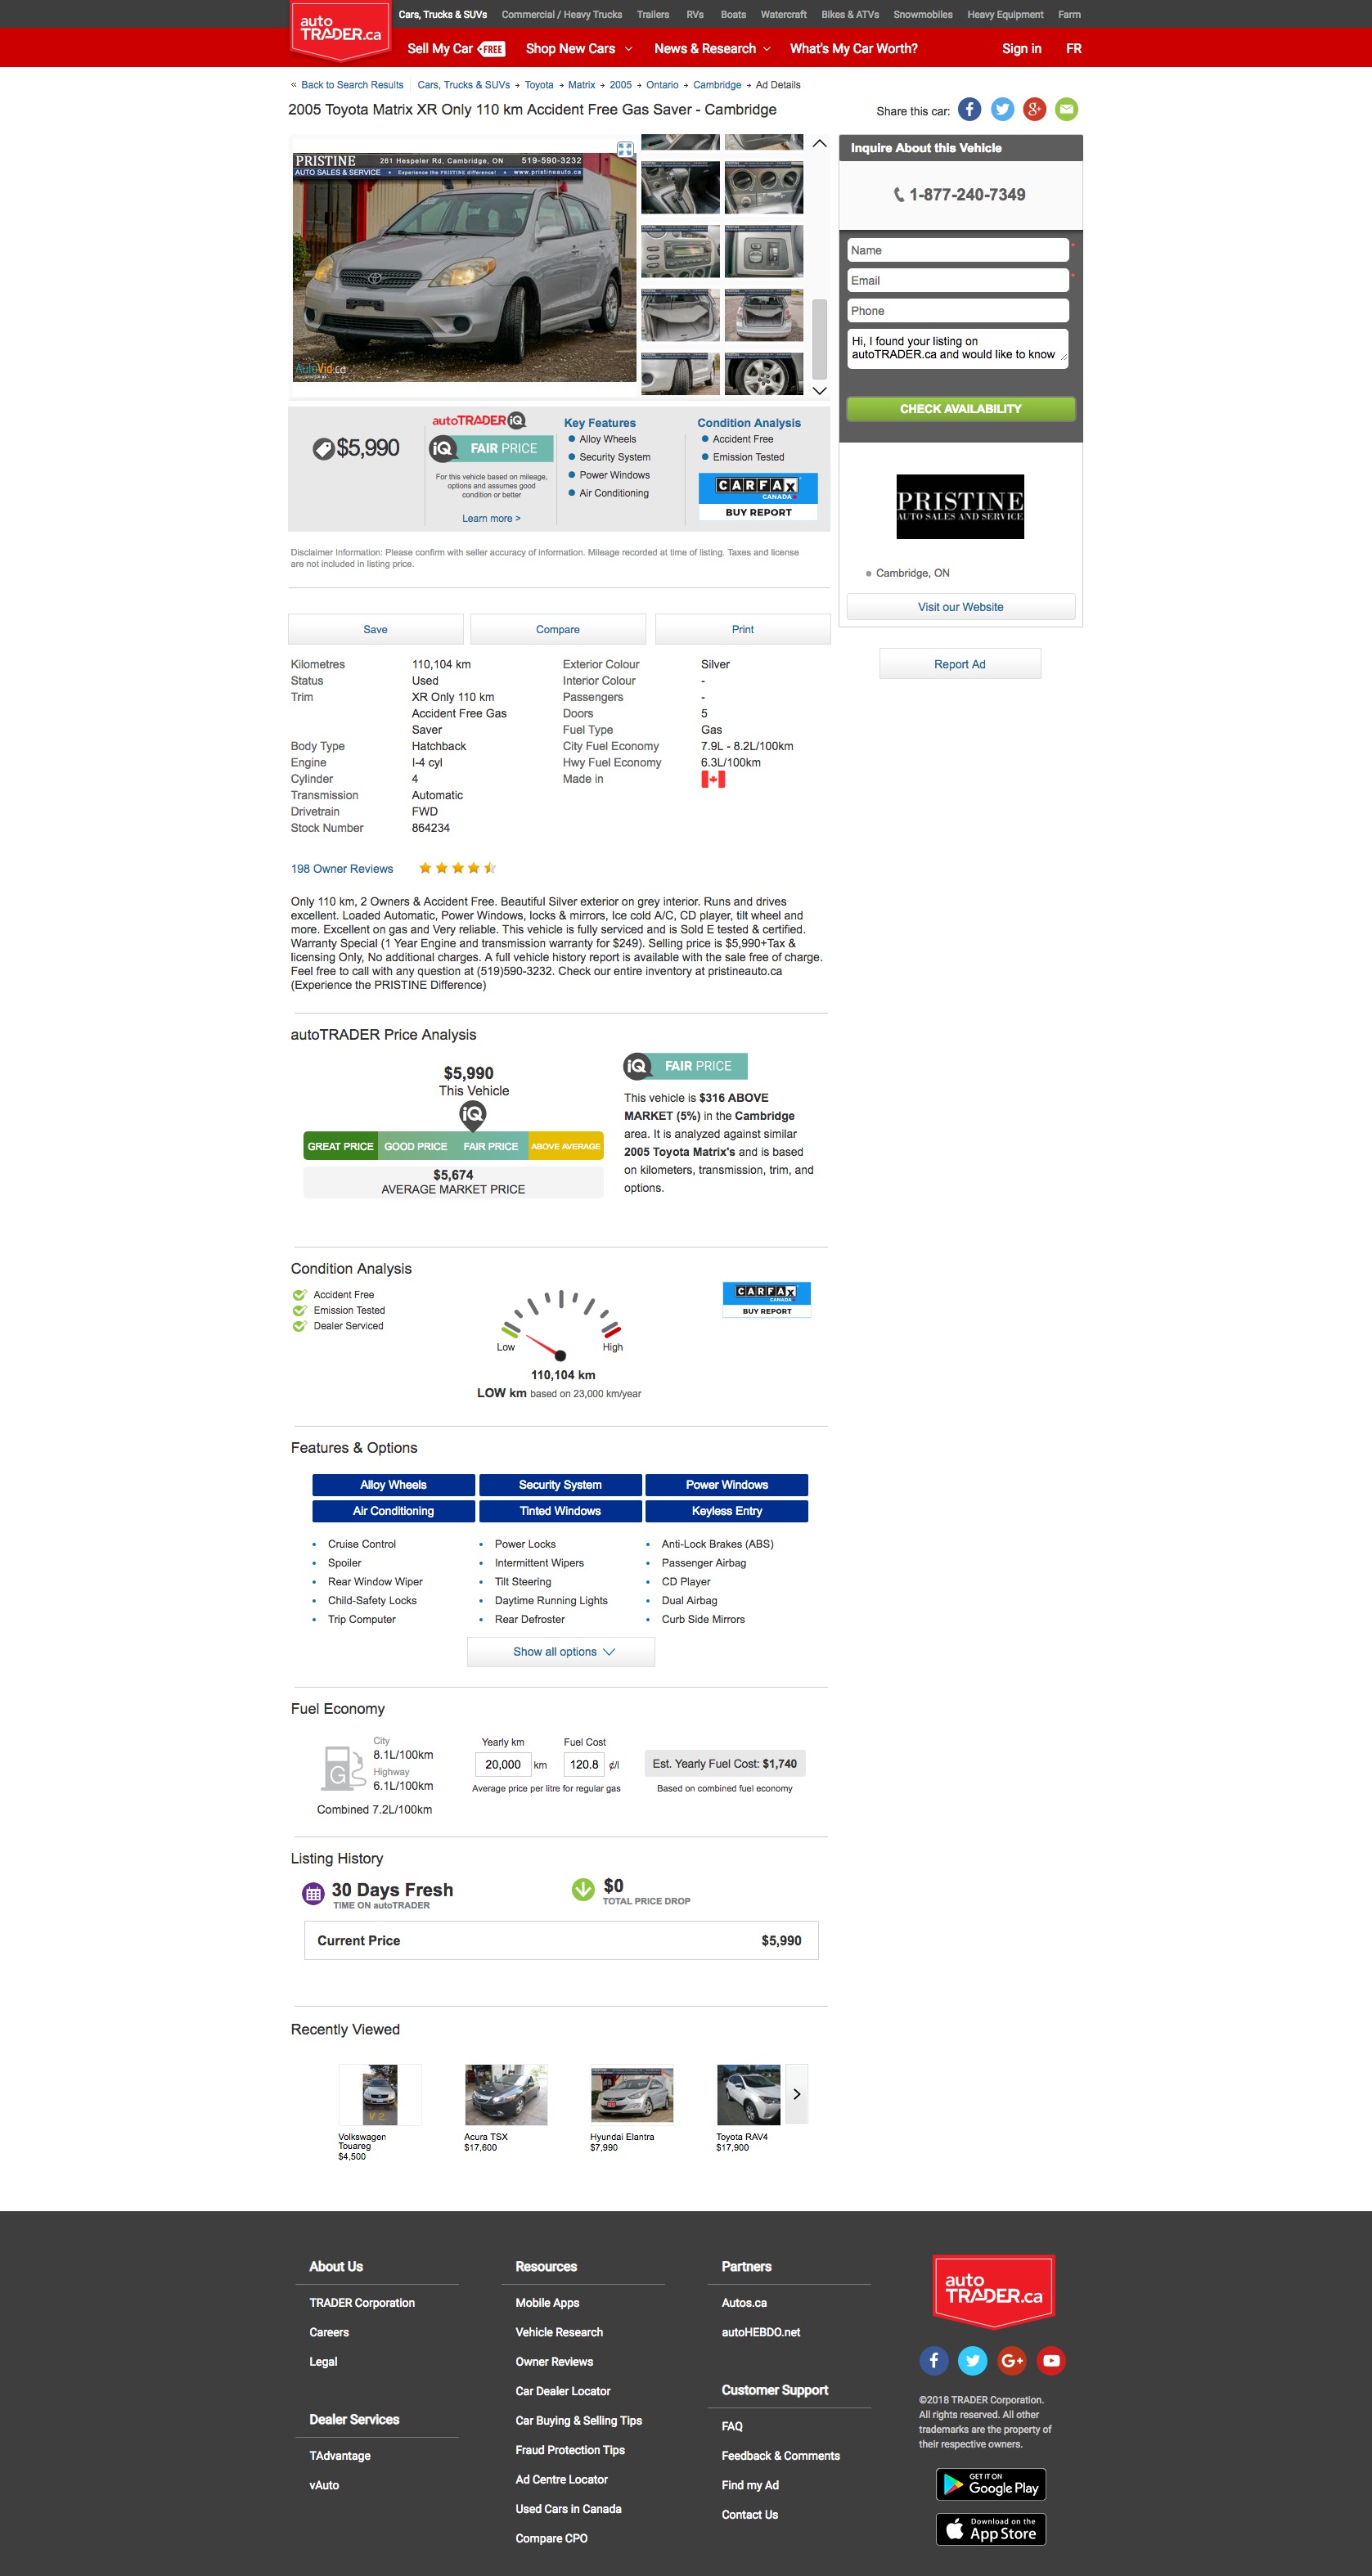 Cars, Trucks & SUVs Commercial / Heavy Trucks Trailers RVs Boats Watercraft Bikes & ATVs Snowmobiles Heavy Equipment Farm
auto
TRADER.ca
Sell My Car FREE Shop New Cars News & Research What's My Car Worth? Sign in FR
« Back to Search Results Cars, Trucks & SUVs Toyota Matrix 2005 Ontario Cambridge Ad Details
2005 Toyota Matrix XR Only 110 km Accident Free Gas Saver - Cambridge
Share this car:
PRISTINE 261 Hespeler Rd, Cambridge, ON 519-590-3232
AUTO SALES & SERVICE • Experience the PRISTINE difference! • www.pristineauto.ca
AutoVid.ca
Inquire About this Vehicle
1-877-240-7349
Name *
Email *
Phone
Hi, I found your listing on
autoTRADER.ca and would like to know
CHECK AVAILABILITY
PRISTINE
AUTO SALES AND SERVICE
Cambridge, ON
Visit our Website
Report Ad
$5,990
autoTRADER iQ
iQ FAIR PRICE
For this vehicle based on mileage,
options and assumes good
condition or better
Learn more >
Key Features
Alloy Wheels
Security System
Power Windows
Air Conditioning
Condition Analysis
Accident Free
Emission Tested
CARFAX
CANADA
BUY REPORT
Disclaimer Information: Please confirm with seller accuracy of information. Mileage recorded at time of listing. Taxes and license
are not included in listing price.
Save Compare Print
Kilometres 110,104 km
Status Used
Trim XR Only 110 km
Accident Free Gas
Saver
Body Type Hatchback
Engine I-4 cyl
Cylinder 4
Transmission Automatic
Drivetrain FWD
Stock Number 864234
Exterior Colour Silver
Interior Colour -
Passengers -
Doors 5
Fuel Type Gas
City Fuel Economy 7.9L - 8.2L/100km
Hwy Fuel Economy 6.3L/100km
Made in
198 Owner Reviews
Only 110 km, 2 Owners & Accident Free. Beautiful Silver exterior on grey interior. Runs and drives
excellent. Loaded Automatic, Power Windows, locks & mirrors, Ice cold A/C, CD player, tilt wheel and
more. Excellent on gas and Very reliable. This vehicle is fully serviced and is Sold E tested & certified.
Warranty Special (1 Year Engine and transmission warranty for $249). Selling price is $5,990+Tax &
licensing Only, No additional charges. A full vehicle history report is available with the sale free of charge.
Feel free to call with any question at (519)590-3232. Check our entire inventory at pristineauto.ca
(Experience the PRISTINE Difference)
autoTRADER Price Analysis
$5,990
This Vehicle
iQ
GREAT PRICE GOOD PRICE FAIR PRICE ABOVE AVERAGE
$5,674
AVERAGE MARKET PRICE
iQ FAIR PRICE
This vehicle is $316 ABOVE
MARKET (5%) in the Cambridge
area. It is analyzed against similar
2005 Toyota Matrix's and is based
on kilometers, transmission, trim, and
options.
Condition Analysis
Accident Free
Emission Tested
Dealer Serviced
Low High
110,104 km
LOW km based on 23,000 km/year
CARFAX
CANADA
BUY REPORT
Features & Options
Alloy Wheels Security System Power Windows
Air Conditioning Tinted Windows Keyless Entry
Cruise Control Power Locks Anti-Lock Brakes (ABS)
Spoiler Intermittent Wipers Passenger Airbag
Rear Window Wiper Tilt Steering CD Player
Child-Safety Locks Daytime Running Lights Dual Airbag
Trip Computer Rear Defroster Curb Side Mirrors
Show all options
Fuel Economy
G
City
8.1L/100km
Highway
6.1L/100km
Combined 7.2L/100km
Yearly km Fuel Cost
20,000 km 120.8 ¢/l
Average price per litre for regular gas
Est. Yearly Fuel Cost: $1,740
Based on combined fuel economy
Listing History
30 Days Fresh
TIME ON autoTRADER
$0
TOTAL PRICE DROP
Current Price $5,990
Recently Viewed
V 2
Volkswagen
Touareg
$4,500
Acura TSX
$17,600
Hyundai Elantra
$7,990
Toyota RAV4
$17,900
About Us
TRADER Corporation
Careers
Legal
Dealer Services
TAdvantage
vAuto
Resources
Mobile Apps
Vehicle Research
Owner Reviews
Car Dealer Locator
Car Buying & Selling Tips
Fraud Protection Tips
Ad Centre Locator
Used Cars in Canada
Compare CPO
Partners
Autos.ca
autoHEBDO.net
Customer Support
FAQ
Feedback & Comments
Find my Ad
Contact Us
auto
TRADER.ca
©2018 TRADER Corporation.
All rights reserved. All other
trademarks are the property of
their respective owners.
GET IT ON
Google Play
Download on the
App Store